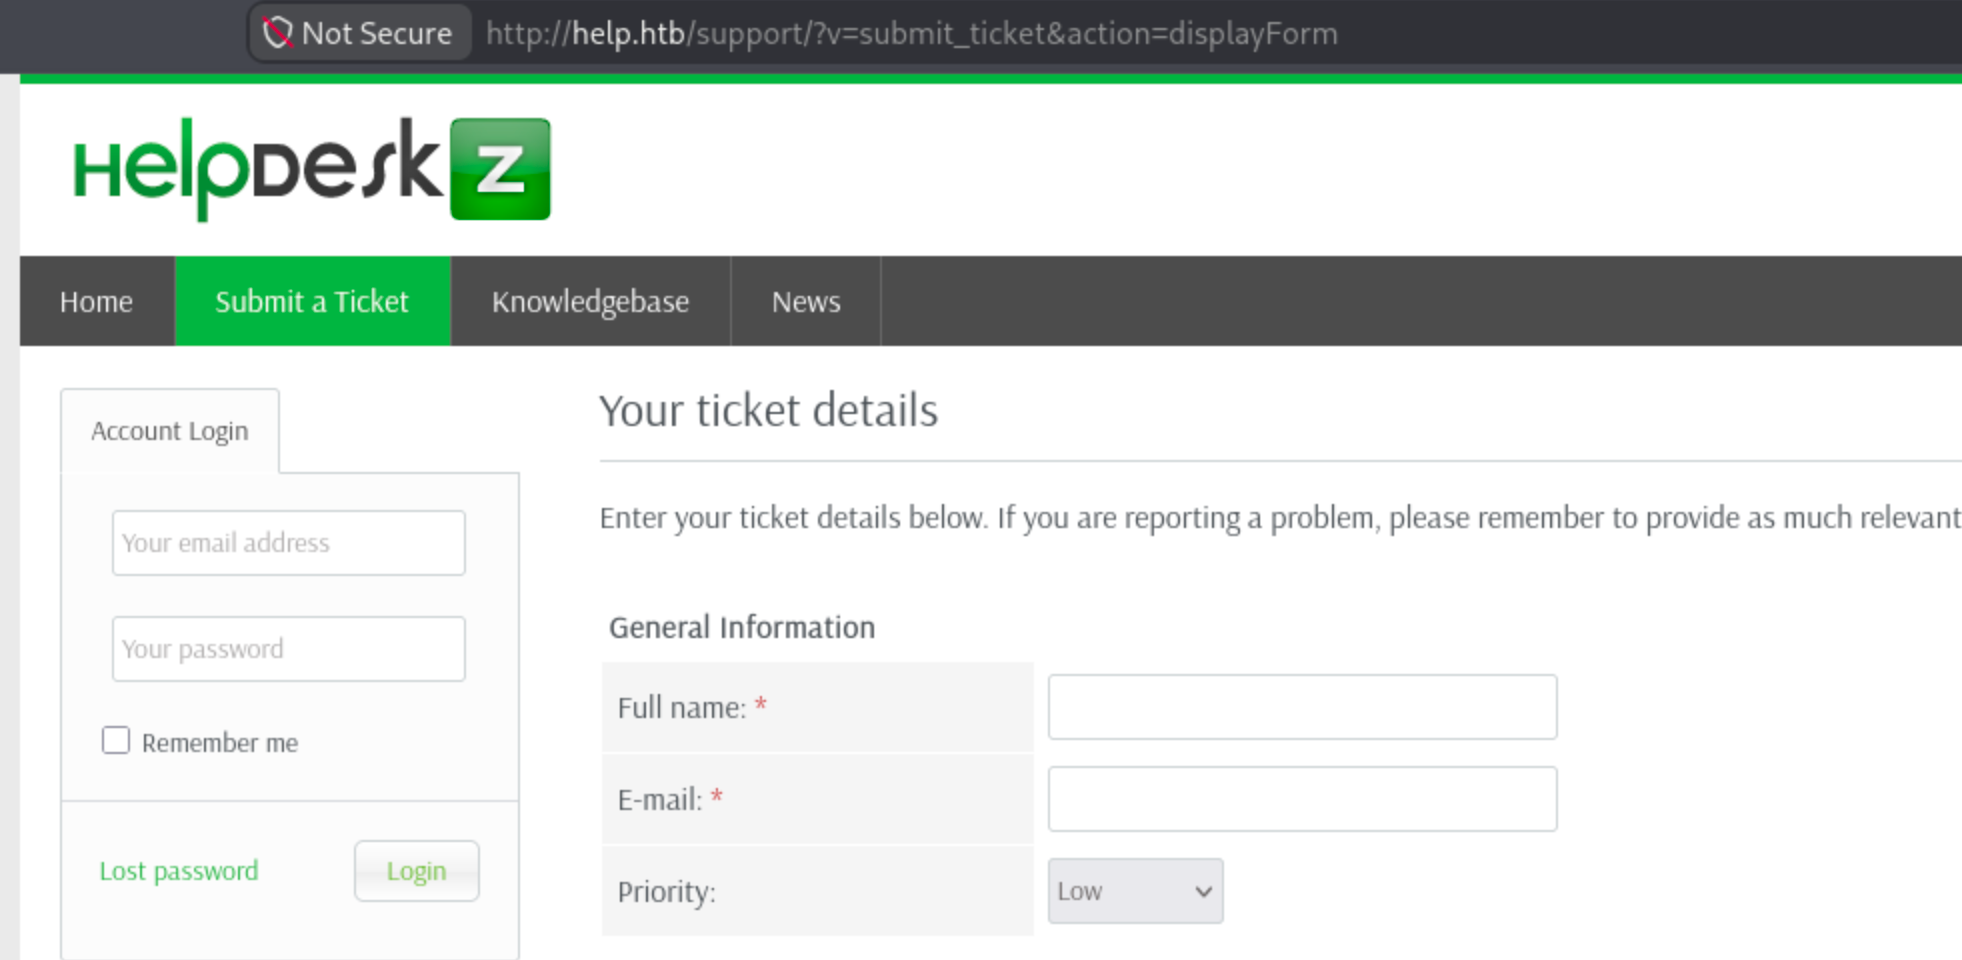 Not Secure http://help.htb/support/?v=submit_ticket&action=displayForm
HelpDesk Z
Home Submit a Ticket Knowledgebase News
Account Login
Your email address
Your password
Remember me
Lost password Login
Your ticket details
Enter your ticket details below. If you are reporting a problem, please remember to provide as much relevant
General Information
Full name: *
E-mail: *
Priority: Low